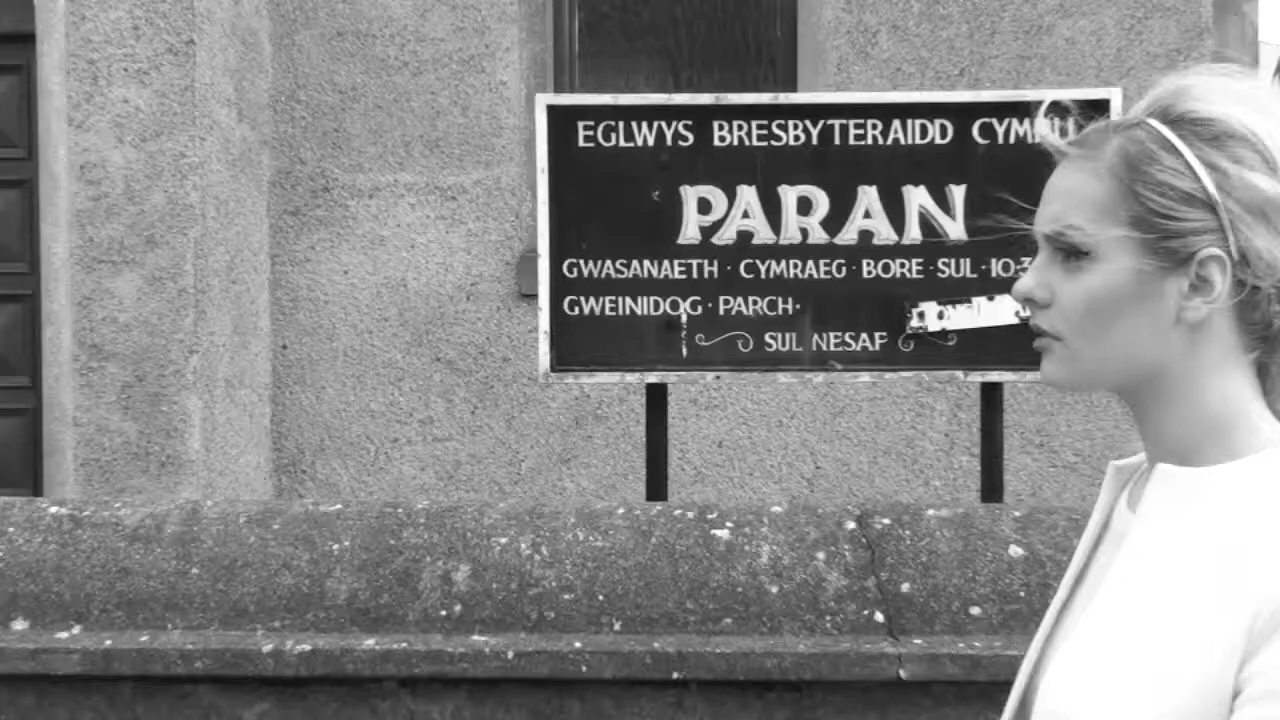 EGLWYS BRESBYTERAIDD CYMRU
PARAN
GWASANAETH · CYMRAEG · BORE · SUL · 10·3
GWEINIDOG · PARCH·
SUL NESAF